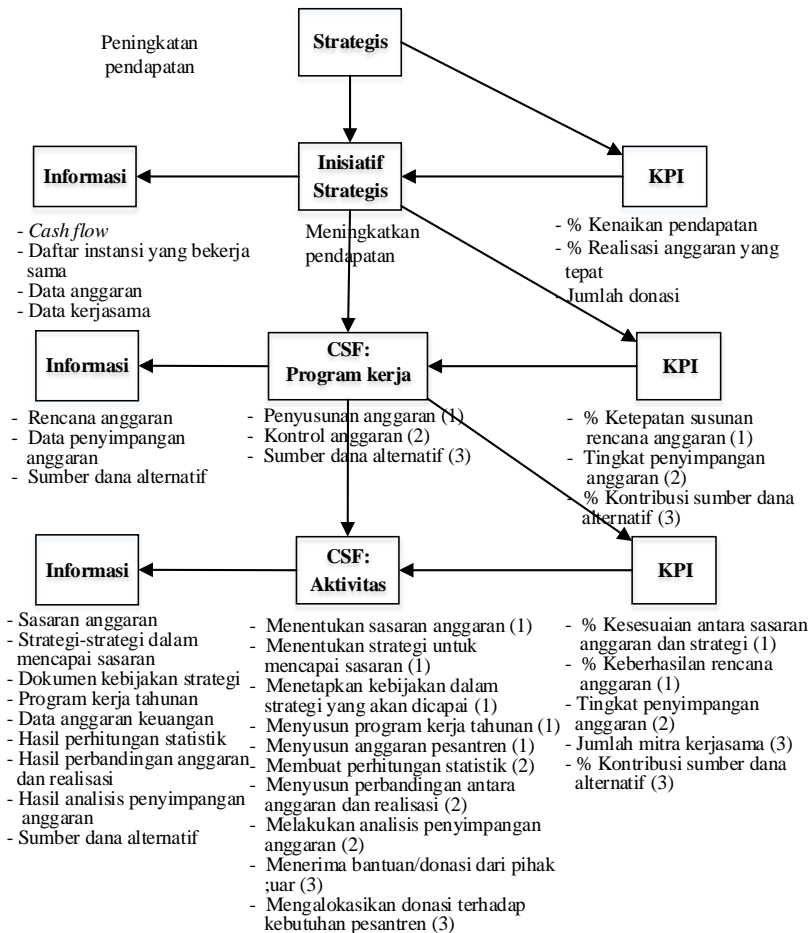 Peningkatan
pendapatan
Strategis
Informasi
Inisiatif
Strategis
KPI
- Cash flow
- Daftar instansi yang bekerja
sama
- Data anggaran
- Data kerjasama
Meningkatkan
pendapatan
- % Kenaikan pendapatan
- % Realisasi anggaran yang
tepat
- Jumlah donasi
Informasi
CSF:
Program kerja
KPI
- Rencana anggaran
- Data penyimpangan
anggaran
- Sumber dana alternatif
- Penyusunan anggaran (1)
- Kontrol anggaran (2)
- Sumber dana alternatif (3)
- % Ketepatan susunan
rencana anggaran (1)
- Tingkat penyimpangan
anggaran (2)
- % Kontribusi sumber dana
alternatif (3)
Informasi
CSF:
Aktivitas
KPI
- Sasaran anggaran
- Strategi-strategi dalam
mencapai sasaran
- Dokumen kebijakan strategi
- Program kerja tahunan
- Data anggaran keuangan
- Hasil perhitungan statistik
- Hasil perbandingan anggaran
dan realisasi
- Hasil analisis penyimpangan
anggaran
- Sumber dana alternatif
- Menentukan sasaran anggaran (1)
- Menentukan strategi untuk
mencapai sasaran (1)
- Menetapkan kebijakan dalam
strategi yang akan dicapai (1)
- Menyusun program kerja tahunan (1)
- Menyusun anggaran pesantren (1)
- Membuat perhitungan statistik (2)
- Menyusun perbandingan antara
anggaran dan realisasi (2)
- Melakukan analisis penyimpangan
anggaran (2)
- Menerima bantuan/donasi dari pihak
;uar (3)
- Mengalokasikan donasi terhadap
kebutuhan pesantren (3)
- % Kesesuaian antara sasaran
anggaran dan strategi (1)
- % Keberhasilan rencana
anggaran (1)
- Tingkat penyimpangan
anggaran (2)
- Jumlah mitra kerjasama (3)
- % Kontribusi sumber dana
alternatif (3)